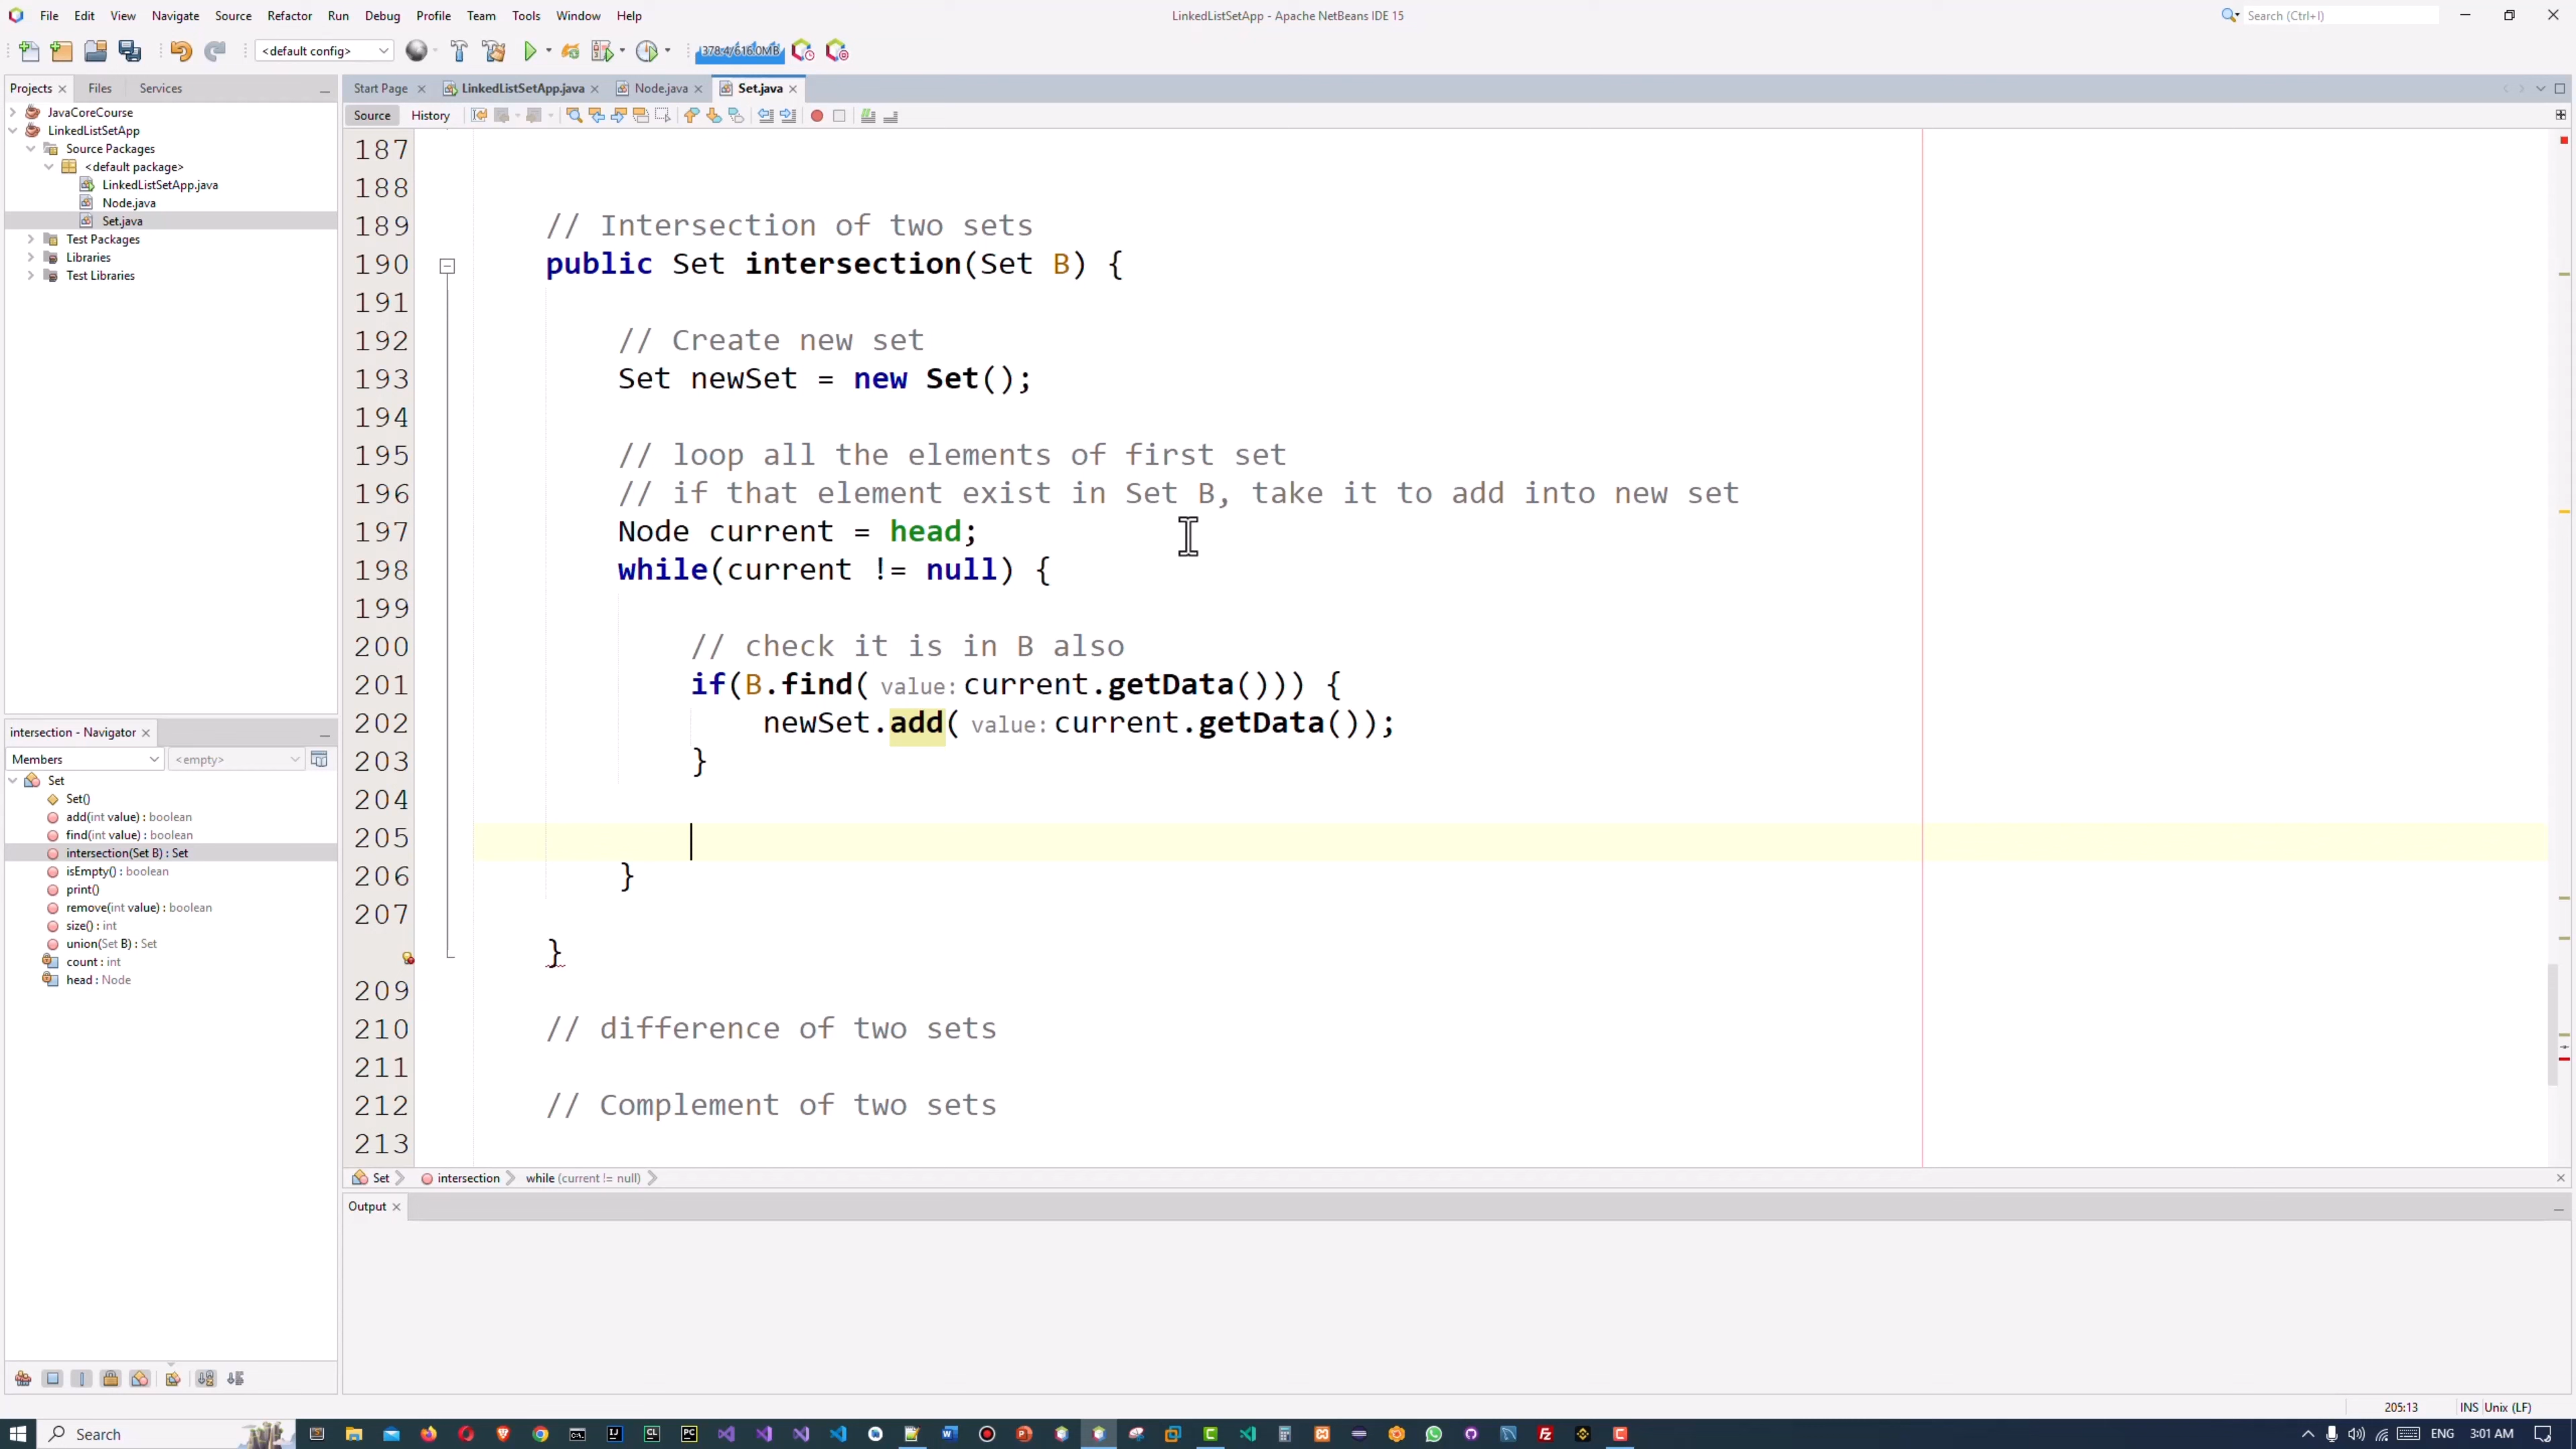 File Edit View Navigate Source Refactor Run Debug Profile Team Tools Window Help
LinkedListSetApp - Apache NetBeans IDE 15
Search (Ctrl+I)
<default config>
378.4/616.0MB
Projects Files Services
Start Page LinkedListSetApp.java Node.java Set.java
Source History
JavaCoreCourse
LinkedListSetApp
Source Packages
<default package>
LinkedListSetApp.java
Node.java
Set.java
Test Packages
Libraries
Test Libraries
187
188
189 // Intersection of two sets
190 public Set intersection(Set B) {
191
192 // Create new set
193 Set newSet = new Set();
194
195 // loop all the elements of first set
196 // if that element exist in Set B, take it to add into new set
197 Node current = head;
198 while(current != null) {
199
200 // check it is in B also
201 if(B.find( value: current.getData())) {
202 newSet.add( value: current.getData());
203 }
204
205
206 }
207
}
209
210 // difference of two sets
211
212 // Complement of two sets
213
intersection - Navigator
Members <empty>
Set
Set()
add(int value) : boolean
find(int value) : boolean
intersection(Set B) : Set
isEmpty() : boolean
print()
remove(int value) : boolean
size() : int
union(Set B) : Set
count : int
head : Node
Set intersection while (current != null)
Output
205:13 INS Unix (LF)
Search
ENG 3:01 AM